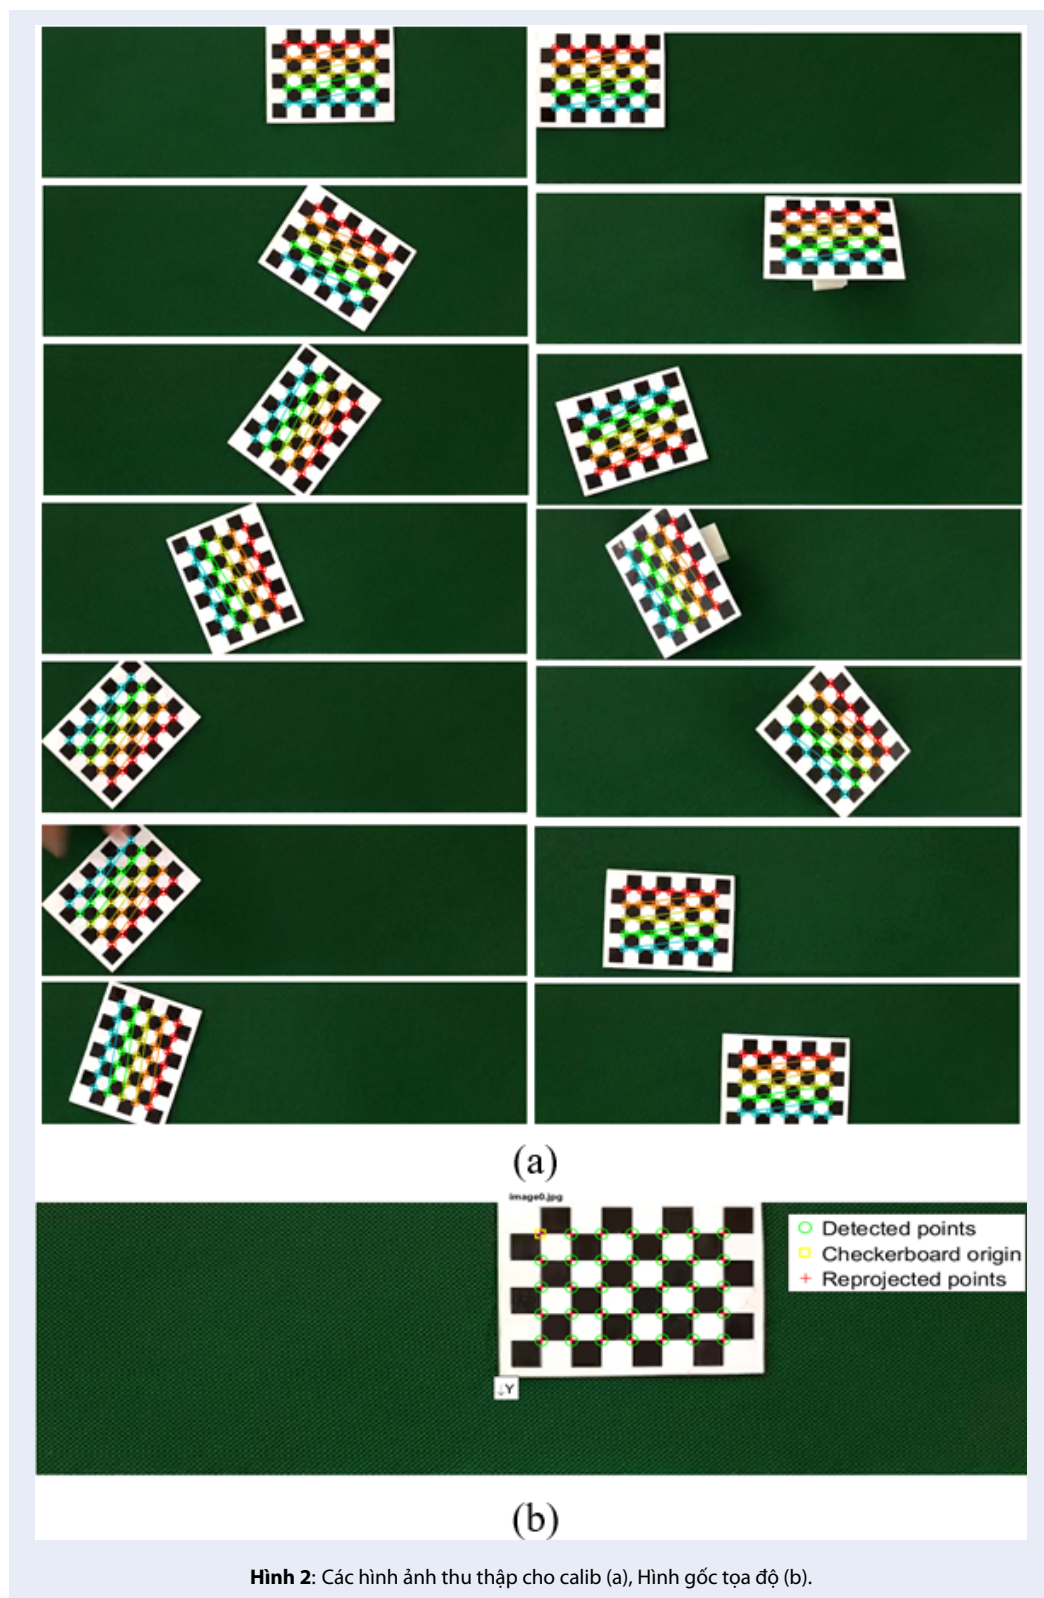 (a)
image0.jpg
Detected points
Checkerboard origin
Reprojected points
↓Y
(b)
Hình 2: Các hình ảnh thu thập cho calib (a), Hình gốc tọa độ (b).